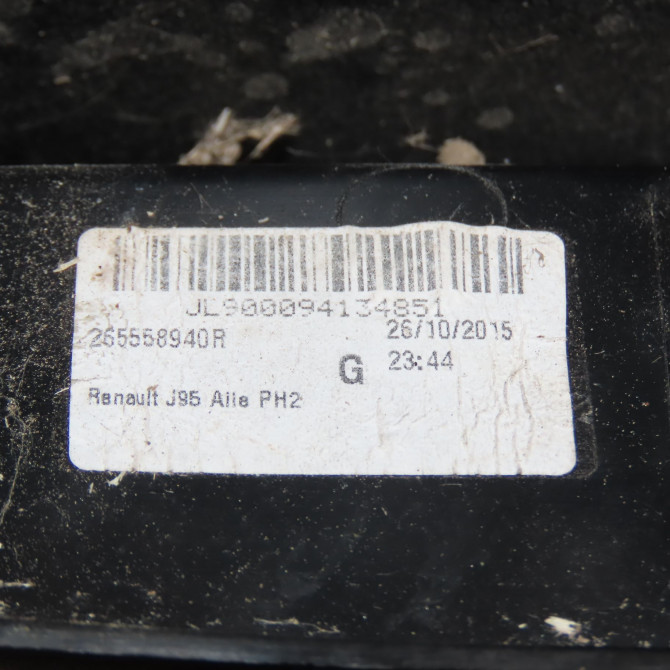 JL900094134851
265558940R
26/10/2015
G
23:44
Renault J95 Aile PH2